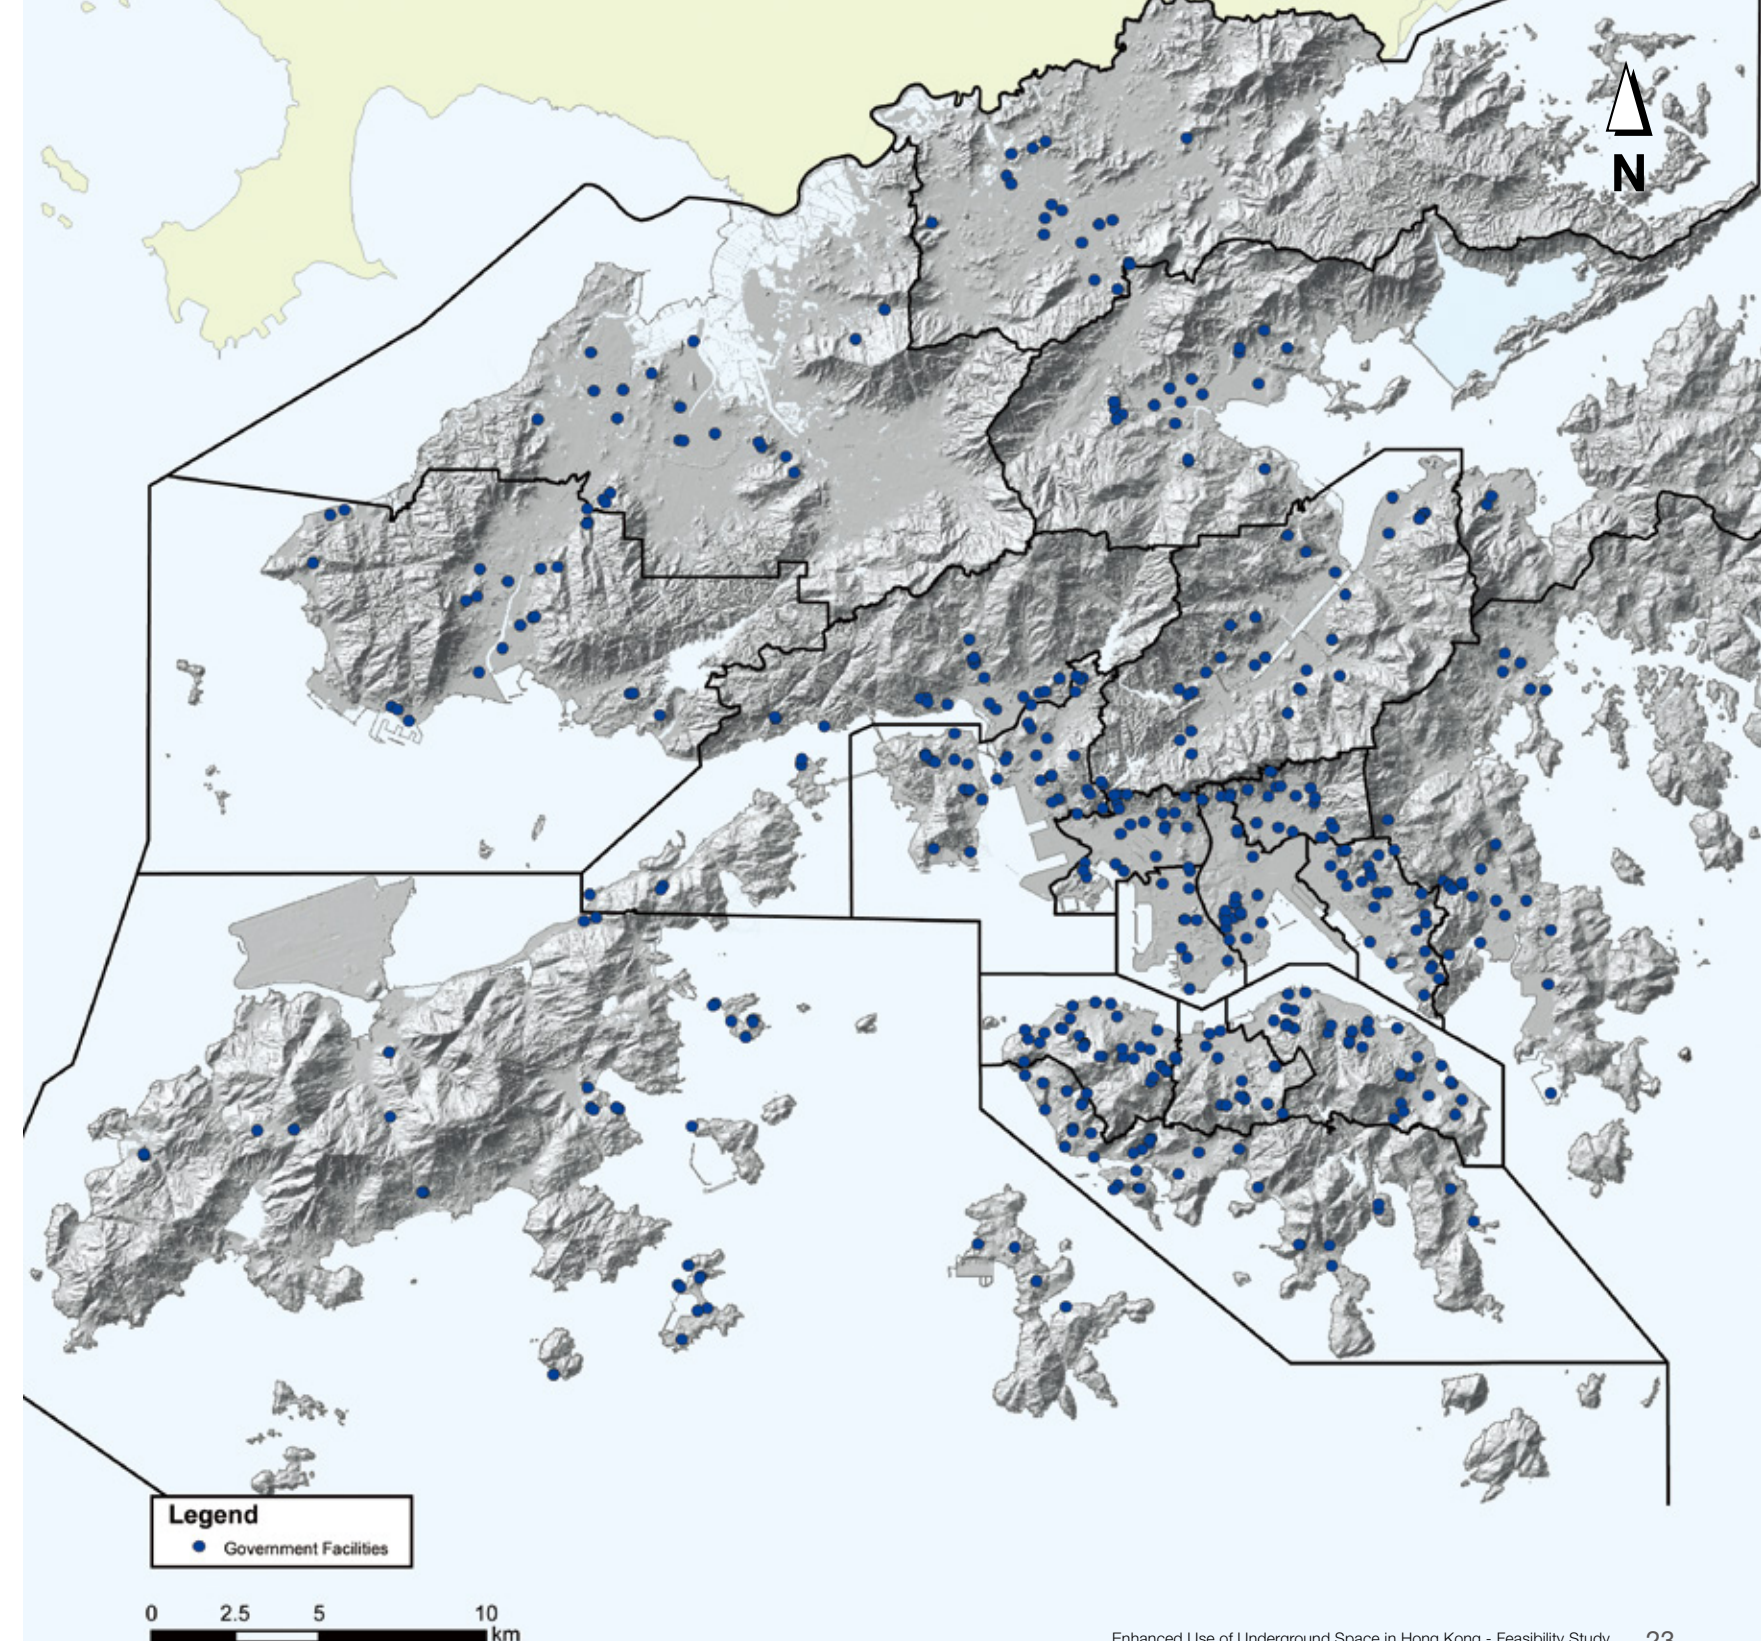 N
Legend
Government Facilities
0 2.5 5 10
km
Enhanced Use of Underground Space in Hong Kong - Feasibility Study 23